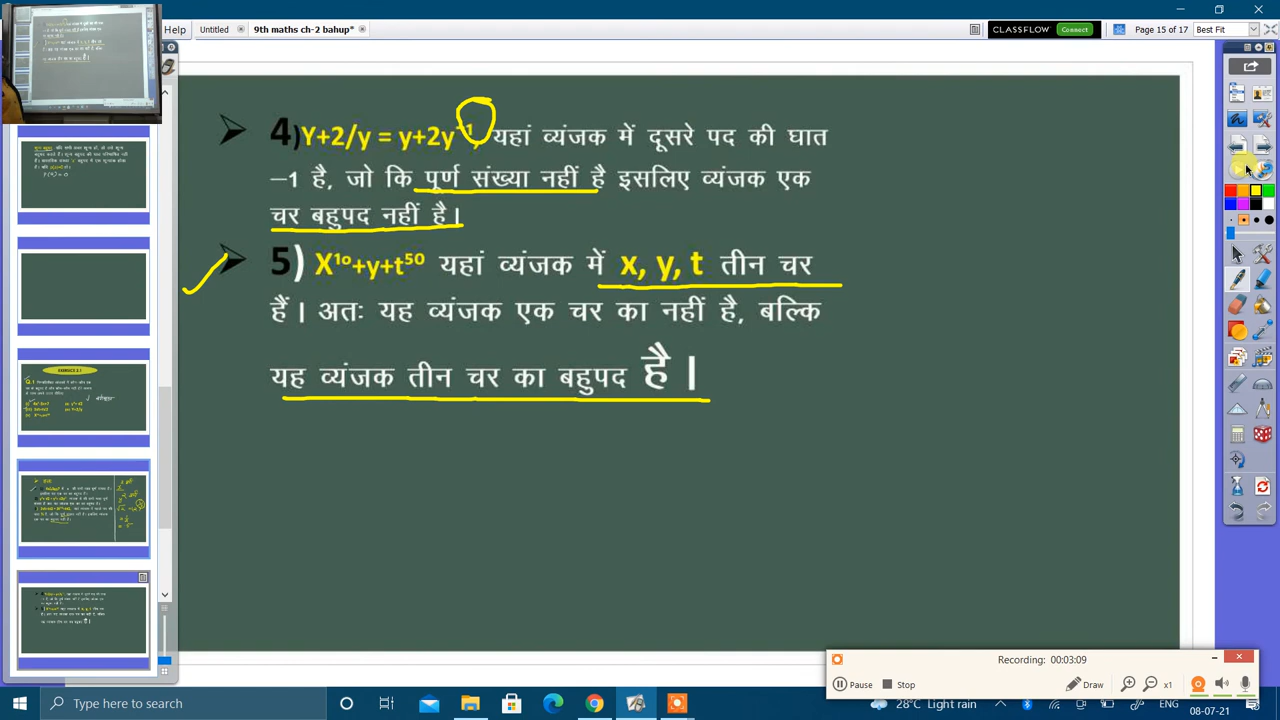 Help
Untitled
9th maths ch-2 bahup*
CLASSFLOW Connect
Page 15 of 17
Best Fit
4)Y+2/y = y+2y⁻¹, यहां व्यंजक में दूसरे पद की घात
–1 है, जो कि पूर्ण संख्या नहीं है इसलिए व्यंजक एक
चर बहुपद नहीं है।
5) X¹⁰+y+t⁵⁰ यहां व्यंजक में x, y, t तीन चर
हैं। अतः यह व्यंजक एक चर का नहीं है, बल्कि
यह व्यंजक तीन चर का बहुपद है।
EXERCISE 2.1
Recording: 00:03:09
Pause
Stop
Draw
x1
Type here to search
28°C Light rain
08-07-21